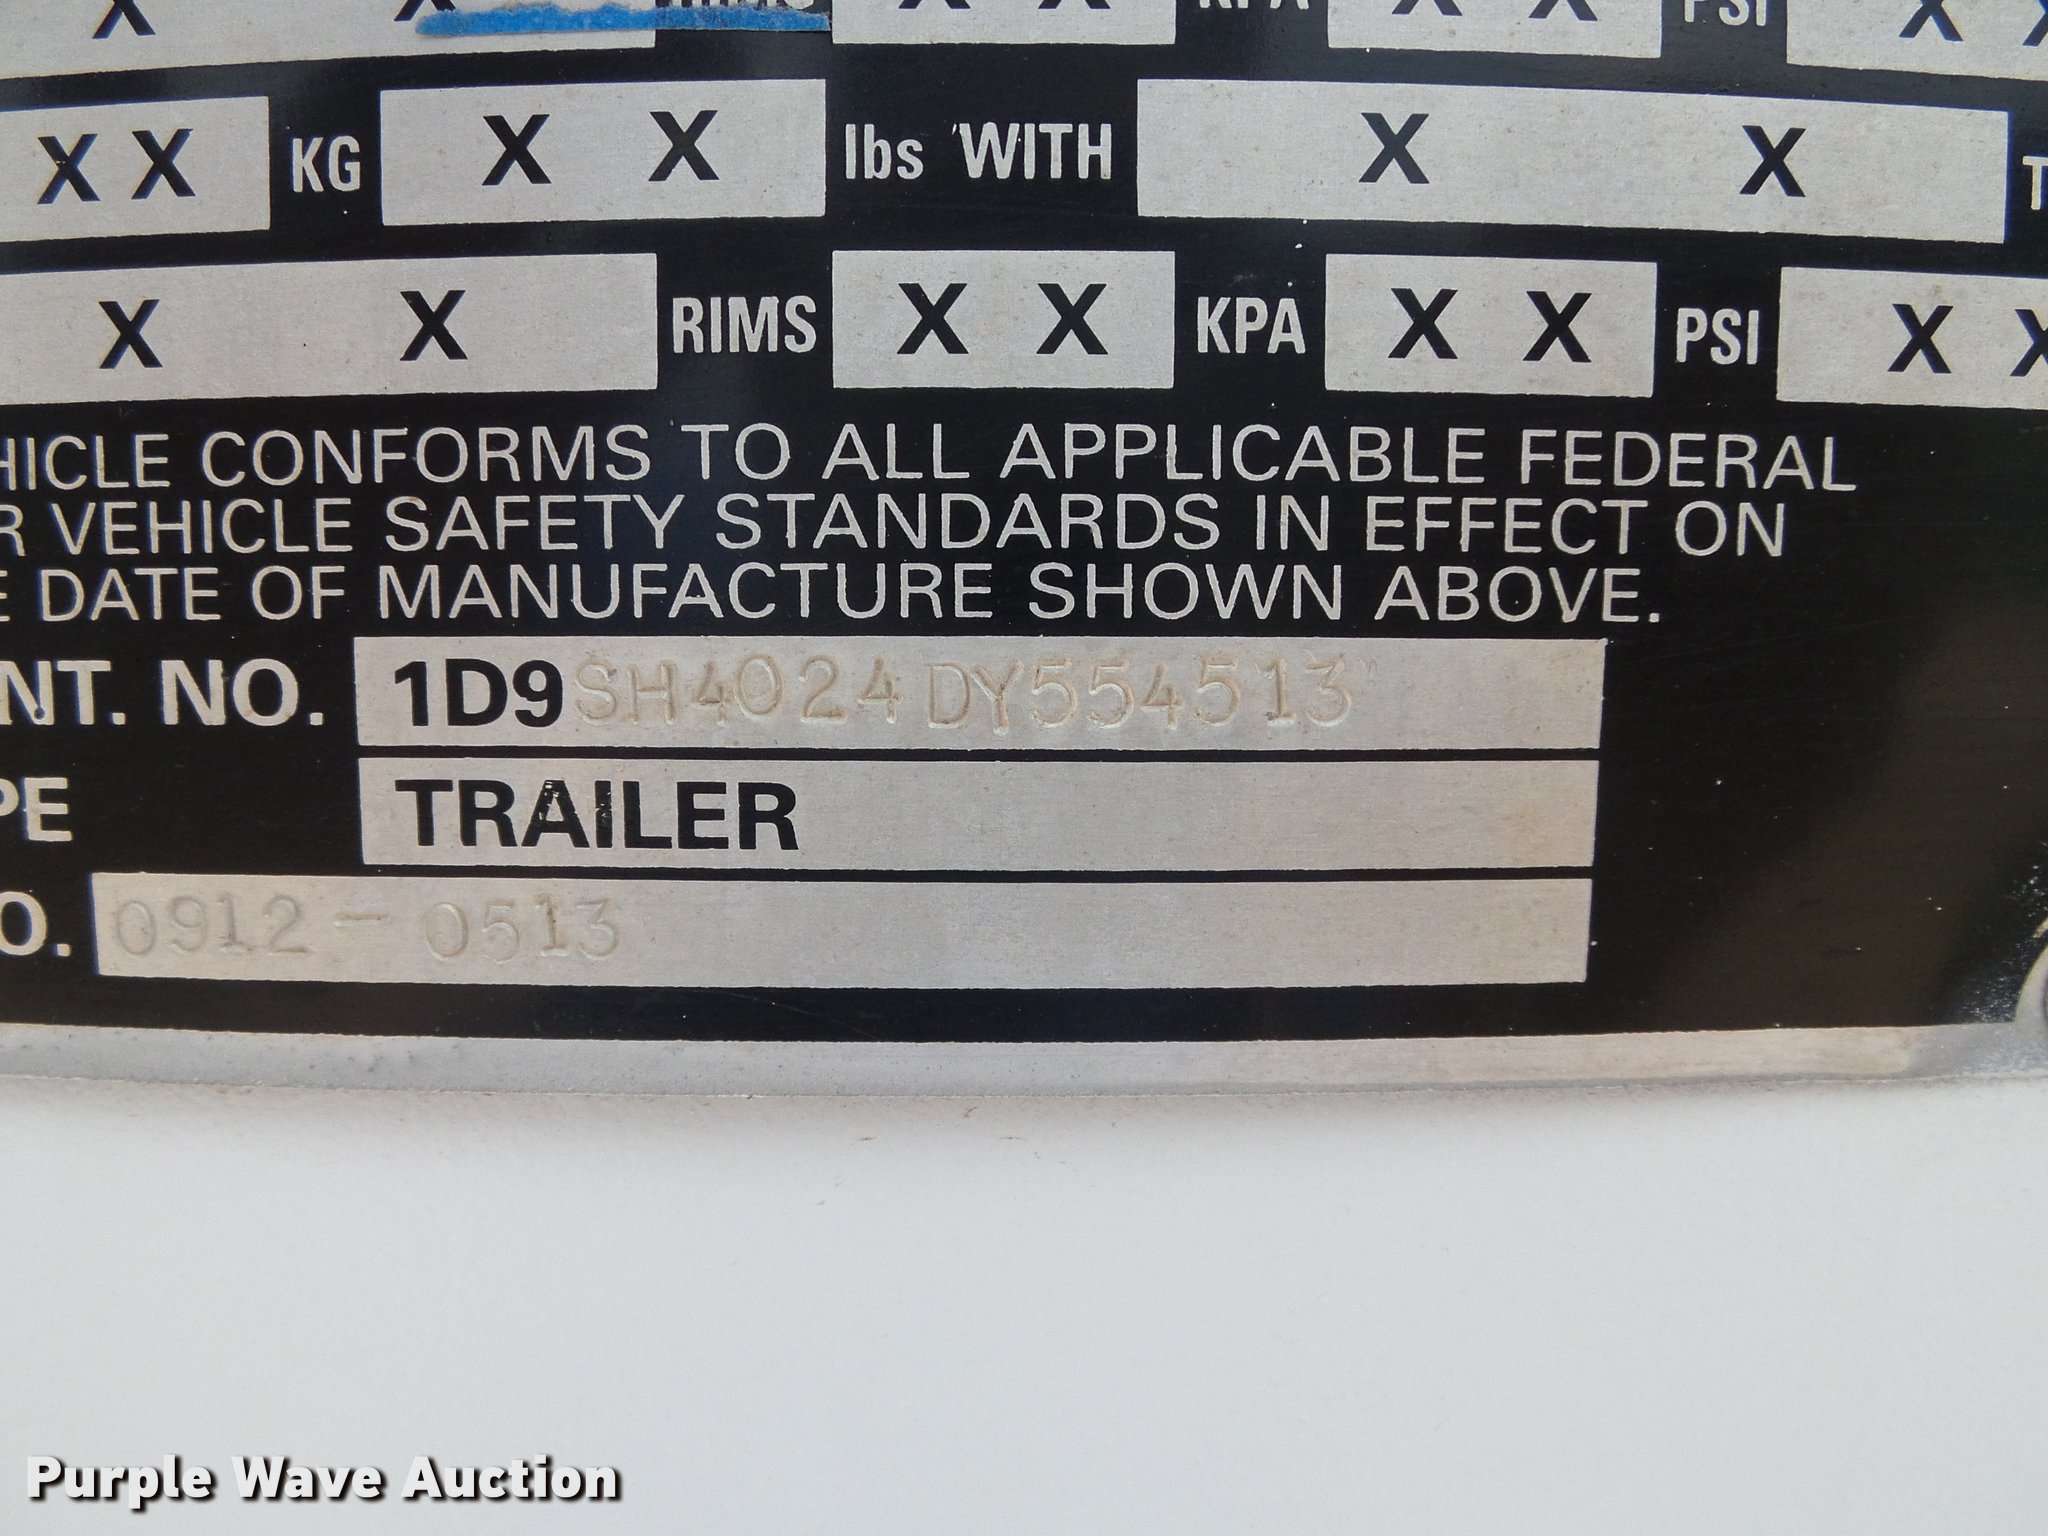 X X RIMS X X KPA X X PSI X X
XX KG X X lbs WITH X X T
X X RIMS X X KPA X X PSI X X
HICLE CONFORMS TO ALL APPLICABLE FEDERAL
R VEHICLE SAFETY STANDARDS IN EFFECT ON
E DATE OF MANUFACTURE SHOWN ABOVE.
NT. NO. 1D9SH4024DY554513
PE TRAILER
O. 0912-0513
Purple Wave Auction